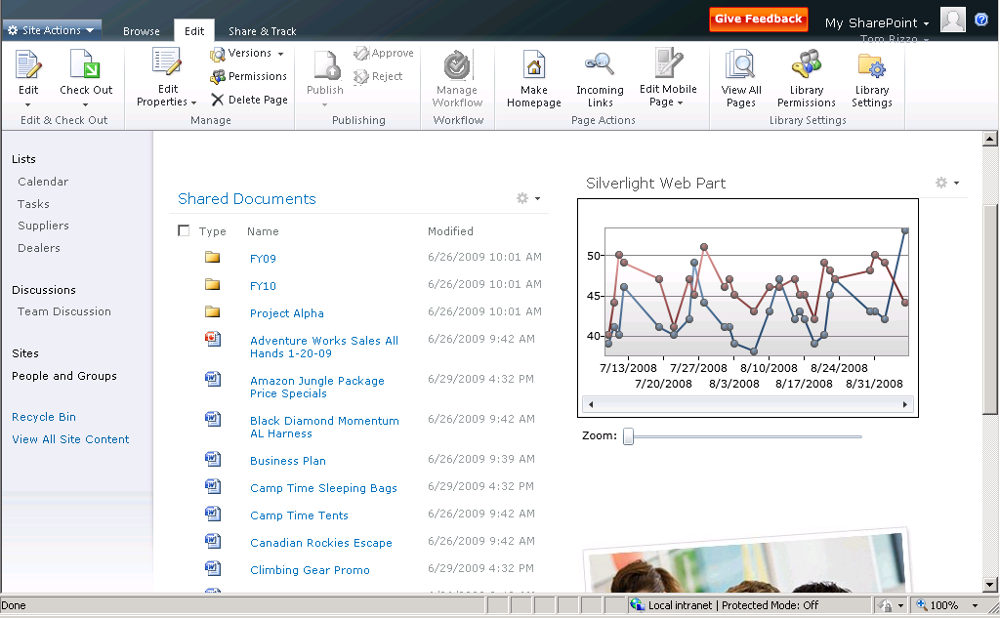 Site Actions
Browse
Edit
Share & Track
Give Feedback
My SharePoint
Tom Rizzo
Edit
Check Out
Edit & Check Out
Edit
Properties
Versions
Permissions
Delete Page
Manage
Publish
Approve
Reject
Publishing
Manage
Workflow
Workflow
Make
Homepage
Incoming
Links
Edit Mobile
Page
Page Actions
View All
Pages
Library
Permissions
Library
Settings
Library Settings
Lists
Calendar
Tasks
Suppliers
Dealers
Discussions
Team Discussion
Sites
People and Groups
Recycle Bin
View All Site Content
Shared Documents
Type Name Modified
FY09 6/26/2009 10:01 AM
FY10 6/26/2009 10:01 AM
Project Alpha 6/26/2009 10:01 AM
Adventure Works Sales All 6/26/2009 9:42 AM
Hands 1-20-09
Amazon Jungle Package 6/29/2009 4:32 PM
Price Specials
Black Diamond Momentum 6/26/2009 9:42 AM
AL Harness
Business Plan 6/26/2009 9:39 AM
Camp Time Sleeping Bags 6/29/2009 4:32 PM
Camp Time Tents 6/26/2009 9:42 AM
Canadian Rockies Escape 6/26/2009 9:42 AM
Climbing Gear Promo 6/29/2009 4:32 PM
Silverlight Web Part
50
45
40
7/13/2008 7/27/2008 8/10/2008 8/24/2008
7/20/2008 8/3/2008 8/17/2008 8/31/2008
Zoom:
Done
Local intranet | Protected Mode: Off
100%